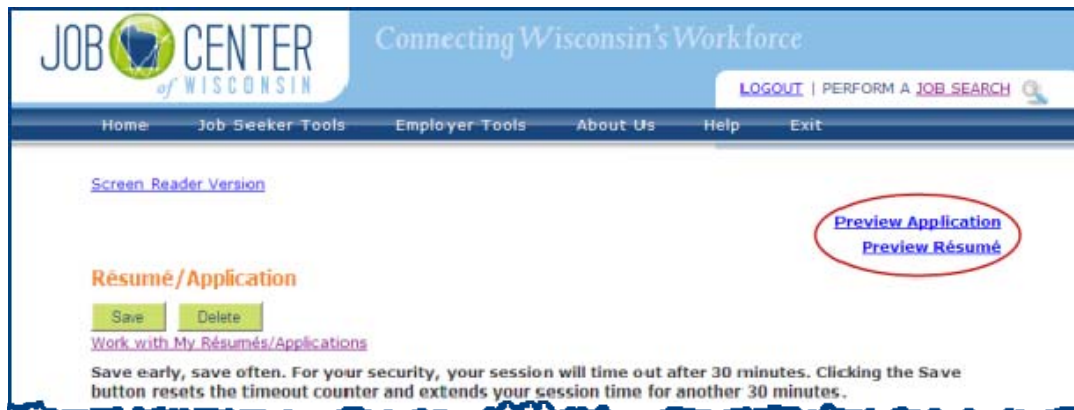 JOB CENTER
of WISCONSIN
Connecting Wisconsin's Workforce
LOGOUT | PERFORM A JOB SEARCH
Home Job Seeker Tools Employer Tools About Us Help Exit
Screen Reader Version
Preview Application
Preview Résumé
Résumé/Application
Save Delete
Work with My Résumés/Applications
Save early, save often. For your security, your session will time out after 30 minutes. Clicking the Save
button resets the timeout counter and extends your session time for another 30 minutes.